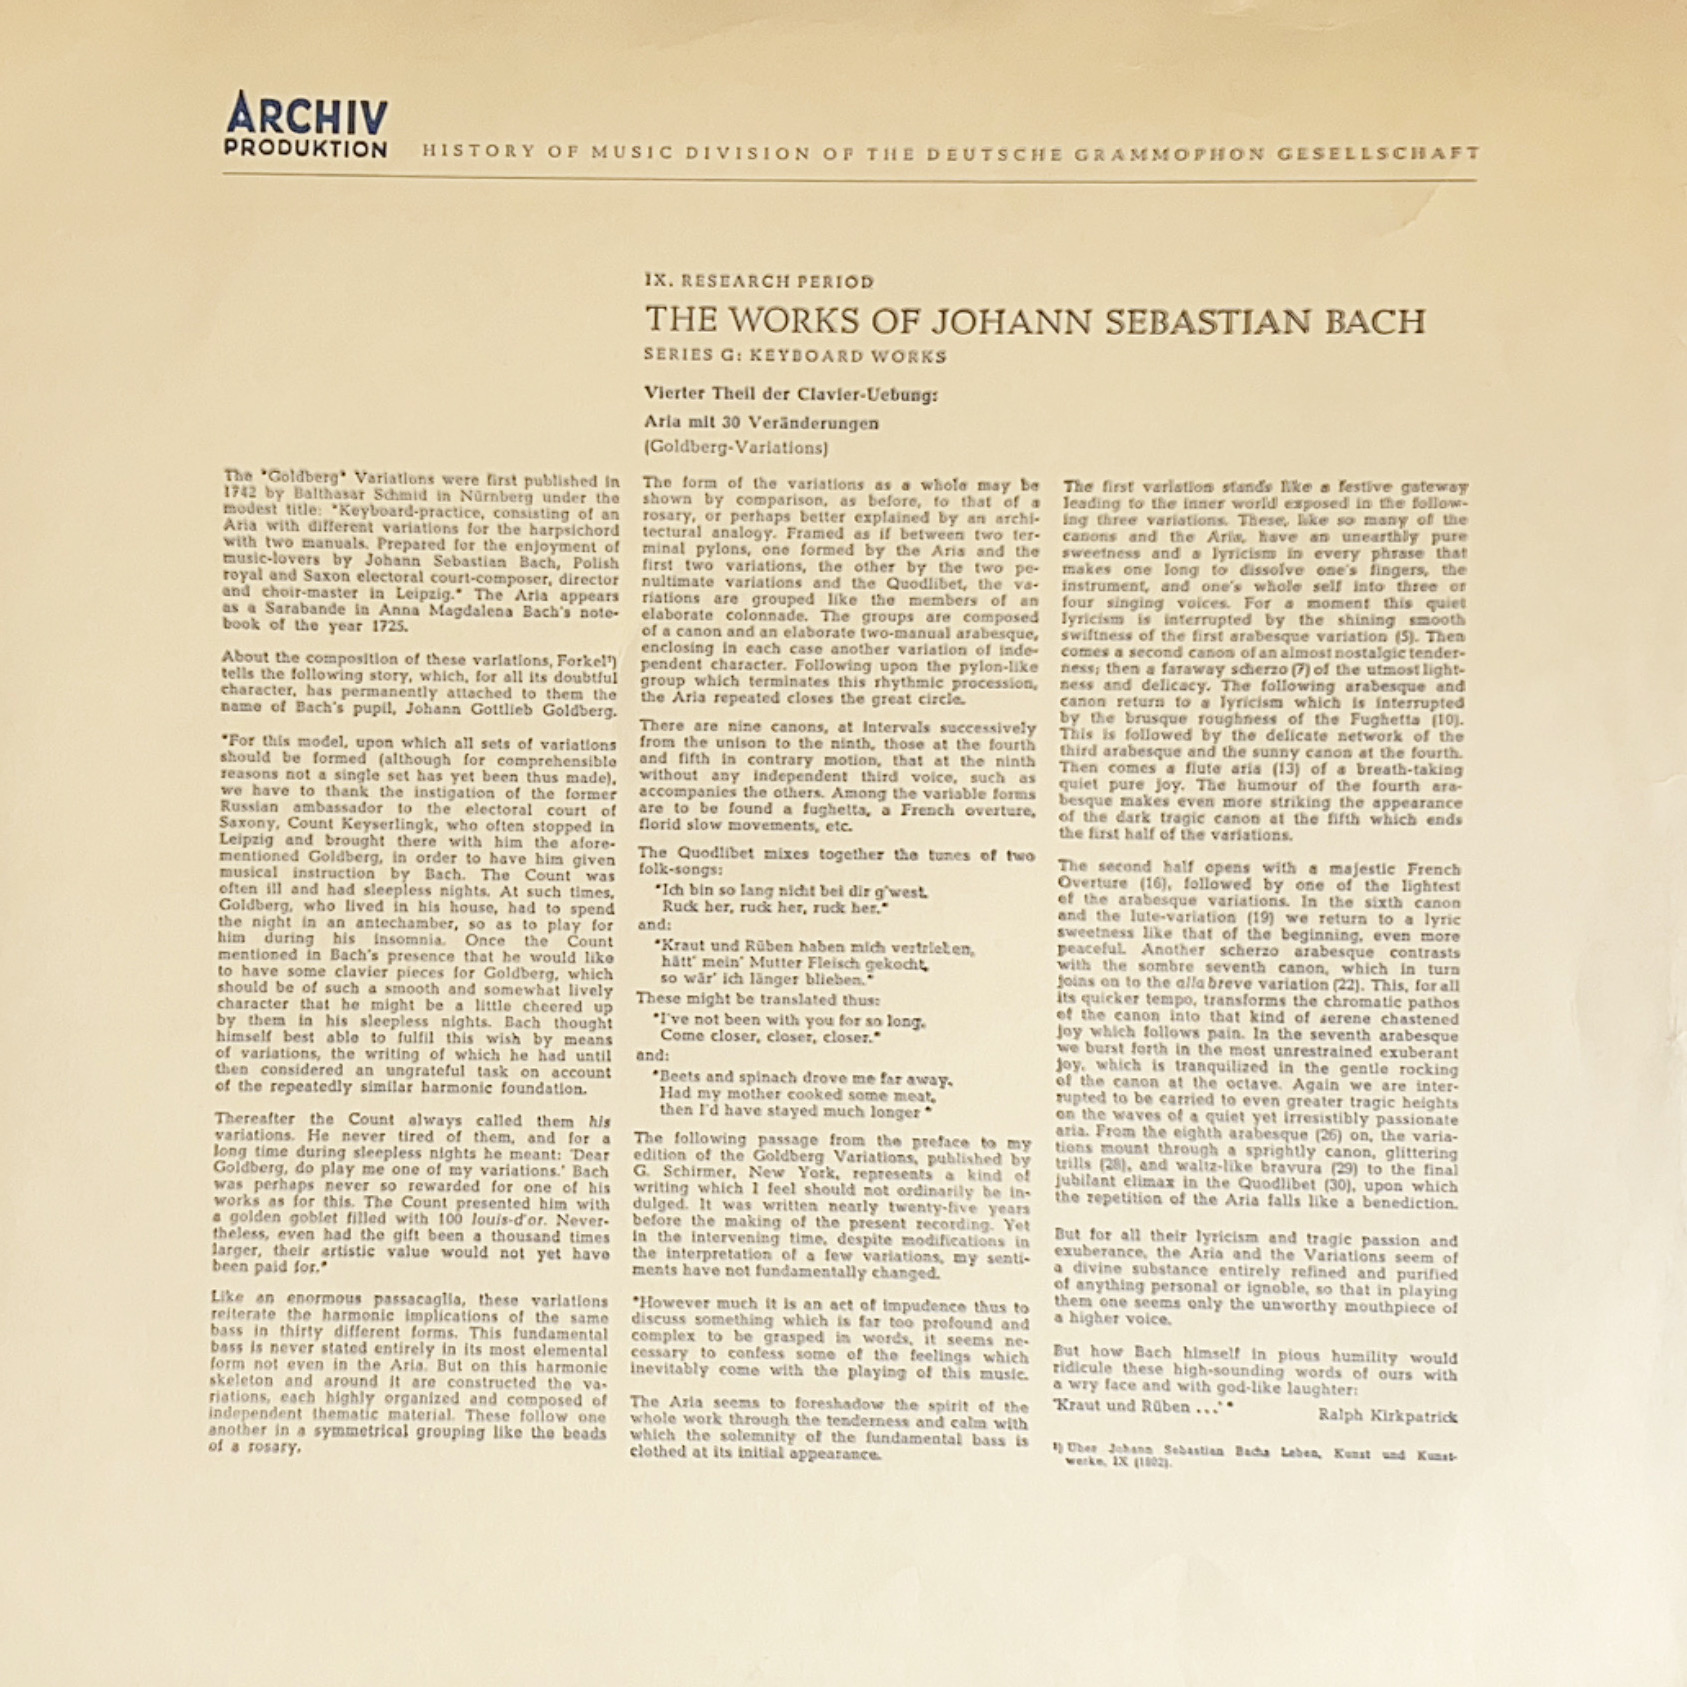 ARCHIV
PRODUKTION
HISTORY OF MUSIC DIVISION OF THE DEUTSCHE GRAMMOPHON GESELLSCHAFT
IX. RESEARCH PERIOD
THE WORKS OF JOHANN SEBASTIAN BACH
SERIES G: KEYBOARD WORKS
Vierter Theil der Clavier-Uebung:
Aria mit 30 Veränderungen
(Goldberg-Variations)
The "Goldberg" Variations were first published in
1742 by Balthasar Schmid in Nürnberg under the
modest title: "Keyboard-practice, consisting of an
Aria with different variations for the harpsichord
with two manuals. Prepared for the enjoyment of
music-lovers by Johann Sebastian Bach, Polish
royal and Saxon electoral court-composer, director
and choir-master in Leipzig." The Aria appears
as a Sarabande in Anna Magdalena Bach's note-
book of the year 1725.
About the composition of these variations, Forkel¹)
tells the following story, which, for all its doubtful
character, has permanently attached to them the
name of Bach's pupil, Johann Gottlieb Goldberg.
"For this model, upon which all sets of variations
should be formed (although for comprehensible
reasons not a single set has yet been thus made),
we have to thank the instigation of the former
Russian ambassador to the electoral court of
Saxony, Count Keyserlingk, who often stopped in
Leipzig and brought there with him the afore-
mentioned Goldberg, in order to have him given
musical instruction by Bach. The Count was
often ill and had sleepless nights. At such times,
Goldberg, who lived in his house, had to spend
the night in an antechamber, so as to play for
him during his insomnia. Once the Count
mentioned in Bach's presence that he would like
to have some clavier pieces for Goldberg, which
should be of such a smooth and somewhat lively
character that he might be a little cheered up
by them in his sleepless nights. Bach thought
himself best able to fulfil this wish by means
of variations, the writing of which he had until
then considered an ungrateful task on account
of the repeatedly similar harmonic foundation.
Thereafter the Count always called them his
variations. He never tired of them, and for a
long time during sleepless nights he meant: 'Dear
Goldberg, do play me one of my variations.' Bach
was perhaps never so rewarded for one of his
works as for this. The Count presented him with
a golden goblet filled with 100 louis-d'or. Never-
theless, even had the gift been a thousand times
larger, their artistic value would not yet have
been paid for."
Like an enormous passacaglia, these variations
reiterate the harmonic implications of the same
bass in thirty different forms. This fundamental
bass is never stated entirely in its most elemental
form not even in the Aria. But on this harmonic
skeleton and around it are constructed the va-
riations, each highly organized and composed of
independent thematic material. These follow one
another in a symmetrical grouping like the beads
of a rosary.
The form of the variations as a whole may be
shown by comparison, as before, to that of a
rosary, or perhaps better explained by an archi-
tectural analogy. Framed as if between two ter-
minal pylons, one formed by the Aria and the
first two variations, the other by the two pe-
nultimate variations and the Quodlibet, the va-
riations are grouped like the members of an
elaborate colonnade. The groups are composed
of a canon and an elaborate two-manual arabesque,
enclosing in each case another variation of inde-
pendent character. Following upon the pylon-like
group which terminates this rhythmic procession,
the Aria repeated closes the great circle.
There are nine canons, at intervals successively
from the unison to the ninth, those at the fourth
and fifth in contrary motion, that at the ninth
without any independent third voice, such as
accompanies the others. Among the variable forms
are to be found a fughetta, a French overture,
florid slow movements, etc.
The Quodlibet mixes together the tunes of two
folk-songs:
"Ich bin so lang nicht bei dir g'west.
Ruck her, ruck her, ruck her."
and:
"Kraut und Rüben haben mich vertrieben,
hätt' mein' Mutter Fleisch gekocht,
so wär' ich länger blieben."
These might be translated thus:
"I've not been with you for so long.
Come closer, closer, closer."
and:
"Beets and spinach drove me far away.
Had my mother cooked some meat,
then I'd have stayed much longer"
The following passage from the preface to my
edition of the Goldberg Variations, published by
G. Schirmer, New York, represents a kind of
writing which I feel should not ordinarily be in-
dulged. It was written nearly twenty-five years
before the making of the present recording. Yet
in the intervening time, despite modifications in
the interpretation of a few variations, my senti-
ments have not fundamentally changed.
"However much it is an act of impudence thus to
discuss something which is far too profound and
complex to be grasped in words, it seems ne-
cessary to confess some of the feelings which
inevitably come with the playing of this music.
The Aria seems to foreshadow the spirit of the
whole work through the tenderness and calm with
which the solemnity of the fundamental bass is
clothed at its initial appearance.
The first variation stands like a festive gateway
leading to the inner world exposed in the follow-
ing three variations. These, like so many of the
canons and the Aria, have an unearthly pure
sweetness and a lyricism in every phrase that
makes one long to dissolve one's fingers, the
instrument, and one's whole self into three or
four singing voices. For a moment this quiet
lyricism is interrupted by the shining smooth
swiftness of the first arabesque variation (5). Then
comes a second canon of an almost nostalgic tender-
ness; then a faraway scherzo (7) of the utmost light-
ness and delicacy. The following arabesque and
canon return to a lyricism which is interrupted
by the brusque roughness of the Fughetta (10).
This is followed by the delicate network of the
third arabesque and the sunny canon at the fourth.
Then comes a flute aria (13) of a breath-taking
quiet pure joy. The humour of the fourth ara-
besque makes even more striking the appearance
of the dark tragic canon at the fifth which ends
the first half of the variations.
The second half opens with a majestic French
Overture (16), followed by one of the lightest
of the arabesque variations. In the sixth canon
and the lute-variation (19) we return to a lyric
sweetness like that of the beginning, even more
peaceful. Another scherzo arabesque contrasts
with the sombre seventh canon, which in turn
joins on to the alla breve variation (22). This, for all
its quicker tempo, transforms the chromatic pathos
of the canon into that kind of serene chastened
joy which follows pain. In the seventh arabesque
we burst forth in the most unrestrained exuberant
joy, which is tranquilized in the gentle rocking
of the canon at the octave. Again we are inter-
rupted to be carried to even greater tragic heights
on the waves of a quiet yet irresistibly passionate
aria. From the eighth arabesque (26) on, the varia-
tions mount through a sprightly canon, glittering
trills (28), and waltz-like bravura (29) to the final
jubilant climax in the Quodlibet (30), upon which
the repetition of the Aria falls like a benediction.
But for all their lyricism and tragic passion and
exuberance, the Aria and the Variations seem of
a divine substance entirely refined and purified
of anything personal or ignoble, so that in playing
them one seems only the unworthy mouthpiece of
a higher voice.
But how Bach himself in pious humility would
ridicule these high-sounding words of ours with
a wry face and with god-like laughter:
'Kraut und Rüben ...'"
Ralph Kirkpatrick
¹) Über Johann Sebastian Bachs Leben, Kunst und Kunst-
werke, IX (1802).